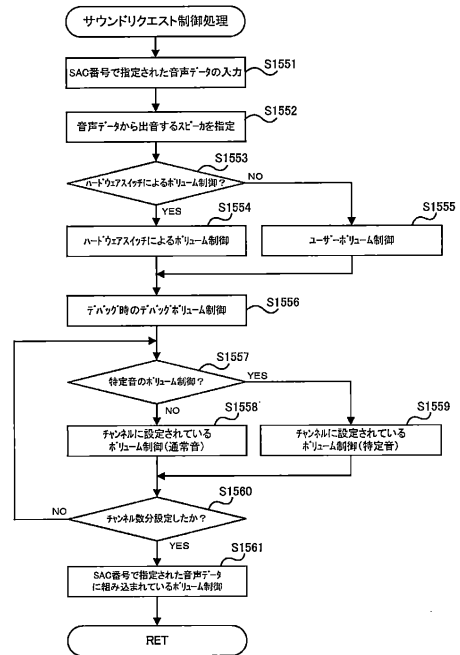 サウンドリクエスト制御処理
S1551
SAC番号で指定された音声データの入力
S1552
音声データから出音するスピーカを指定
S1553
ハードウェアスイッチによるボリューム制御?
NO
YES
S1554
ハードウェアスイッチによるボリューム制御
S1555
ユーザーボリューム制御
S1556
デバッグ時のデバッグボリューム制御
S1557
特定音のボリューム制御?
YES
NO
S1558
チャンネルに設定されている
ボリューム制御(通常音)
S1559
チャンネルに設定されている
ボリューム制御(特定音)
S1560
チャンネル数分設定したか?
NO
YES
S1561
SAC番号で指定された音声データ
に組み込まれているボリューム制御
RET